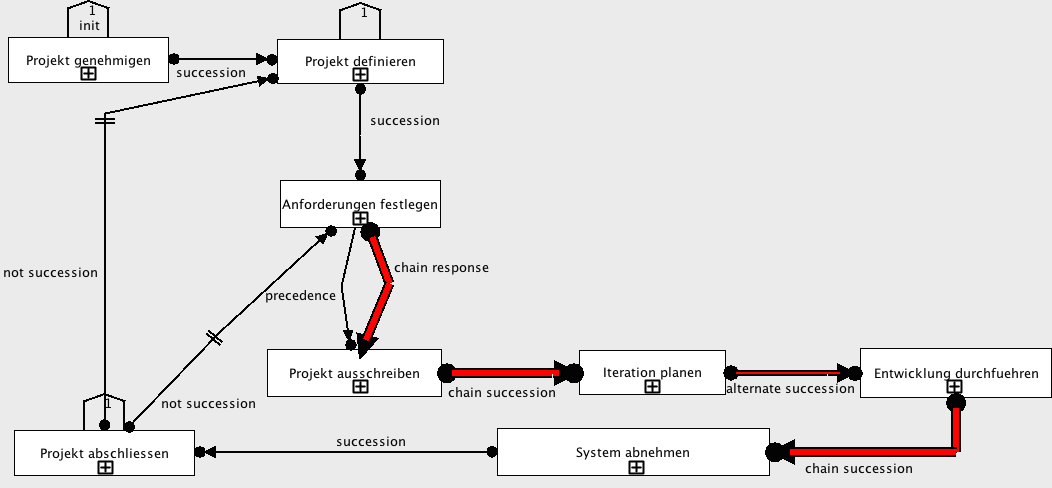 1
init
1
Projekt genehmigen
Projekt definieren
succession
succession
Anforderungen festlegen
not succession
chain response
precedence
Projekt ausschreiben
Iteration planen
Entwicklung durchfuehren
chain succession
alternate succession
1
not succession
Projekt abschliessen
succession
System abnehmen
chain succession